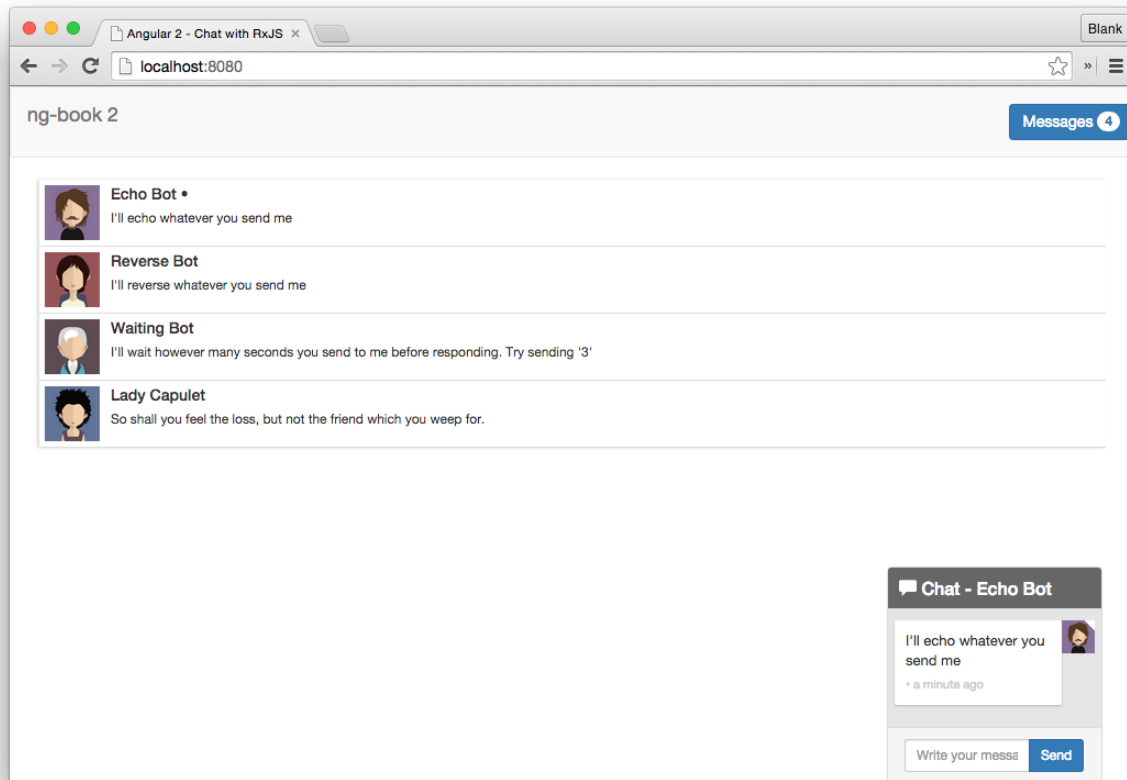 Angular 2 - Chat with RxJS ×
Blank
localhost:8080
»
ng-book 2
Messages 4
Echo Bot •
I'll echo whatever you send me
Reverse Bot
I'll reverse whatever you send me
Waiting Bot
I'll wait however many seconds you send to me before responding. Try sending '3'
Lady Capulet
So shall you feel the loss, but not the friend which you weep for.
Chat - Echo Bot
I'll echo whatever you
send me
• a minute ago
Write your messa
Send